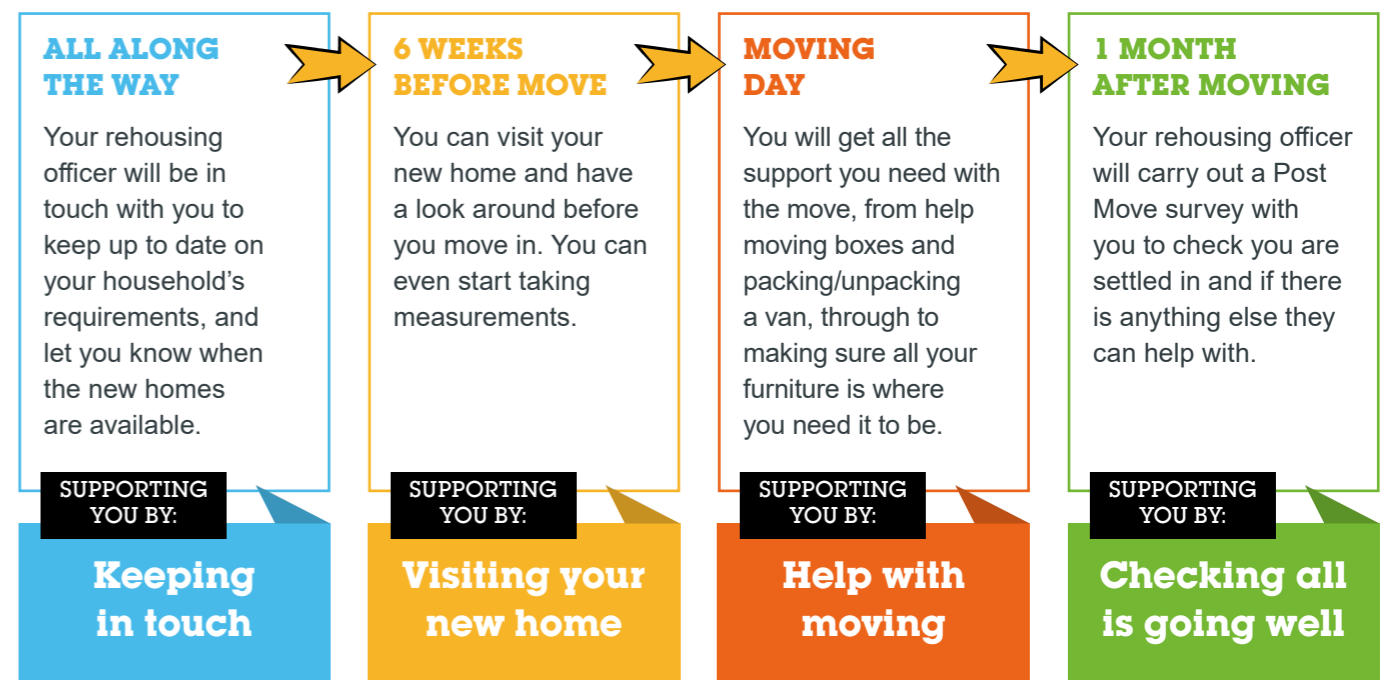 ALL ALONG
THE WAY
Your rehousing
officer will be in
touch with you to
keep up to date on
your household’s
requirements, and
let you know when
the new homes
are available.
SUPPORTING
YOU BY:
Keeping
in touch
6 WEEKS
BEFORE MOVE
You can visit your
new home and have
a look around before
you move in. You can
even start taking
measurements.
SUPPORTING
YOU BY:
Visiting your
new home
MOVING
DAY
You will get all the
support you need with
the move, from help
moving boxes and
packing/unpacking
a van, through to
making sure all your
furniture is where
you need it to be.
SUPPORTING
YOU BY:
Help with
moving
1 MONTH
AFTER MOVING
Your rehousing officer
will carry out a Post
Move survey with
you to check you are
settled in and if there
is anything else they
can help with.
SUPPORTING
YOU BY:
Checking all
is going well